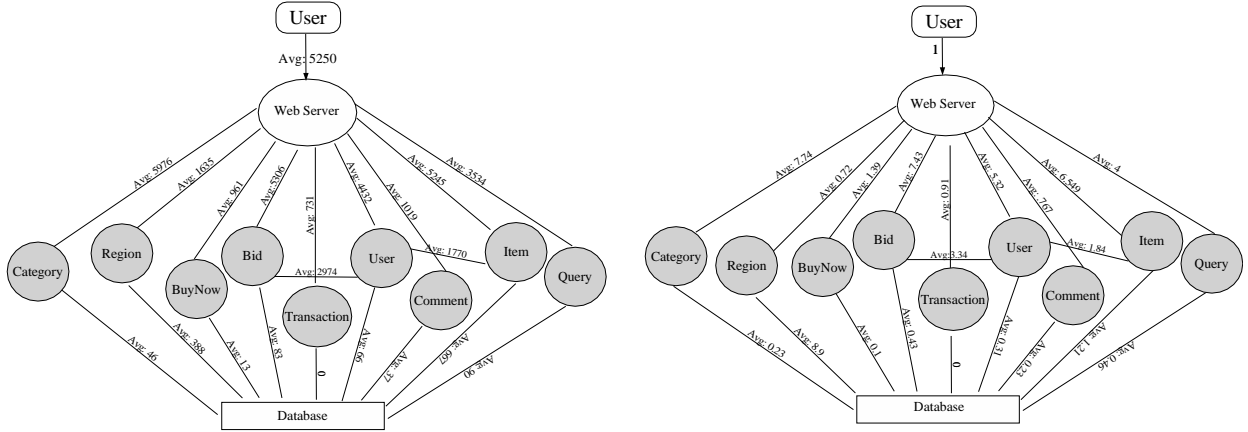 User
Avg: 5250
Web Server
Avg: 5976
Avg: 1635
Avg: 961
Avg: 5306
Avg: 731
Avg: 4432
Avg: 1019
Avg: 5245
Avg: 3534
Category
Region
BuyNow
Bid
Transaction
User
Comment
Item
Query
Avg: 2974
Avg: 1770
Avg: 46
Avg: 388
Avg: 13
Avg: 83
0
Avg: 66
Avg: 37
Avg: 667
Avg: 90
Database
User
1
Web Server
Avg: 7.74
Avg: 0.72
Avg: 1.39
Avg: 7.43
Avg: 0.91
Avg: 5.32
Avg: .767
Avg: 6.549
Avg: 4
Category
Region
BuyNow
Bid
Transaction
User
Comment
Item
Query
Avg: 3.34
Avg: 1.84
Avg: 0.23
Avg: 8.9
Avg: 0.1
Avg: 0.43
0
Avg: 0.31
Avg: 0.23
Avg: 1.21
Avg: 0.46
Database